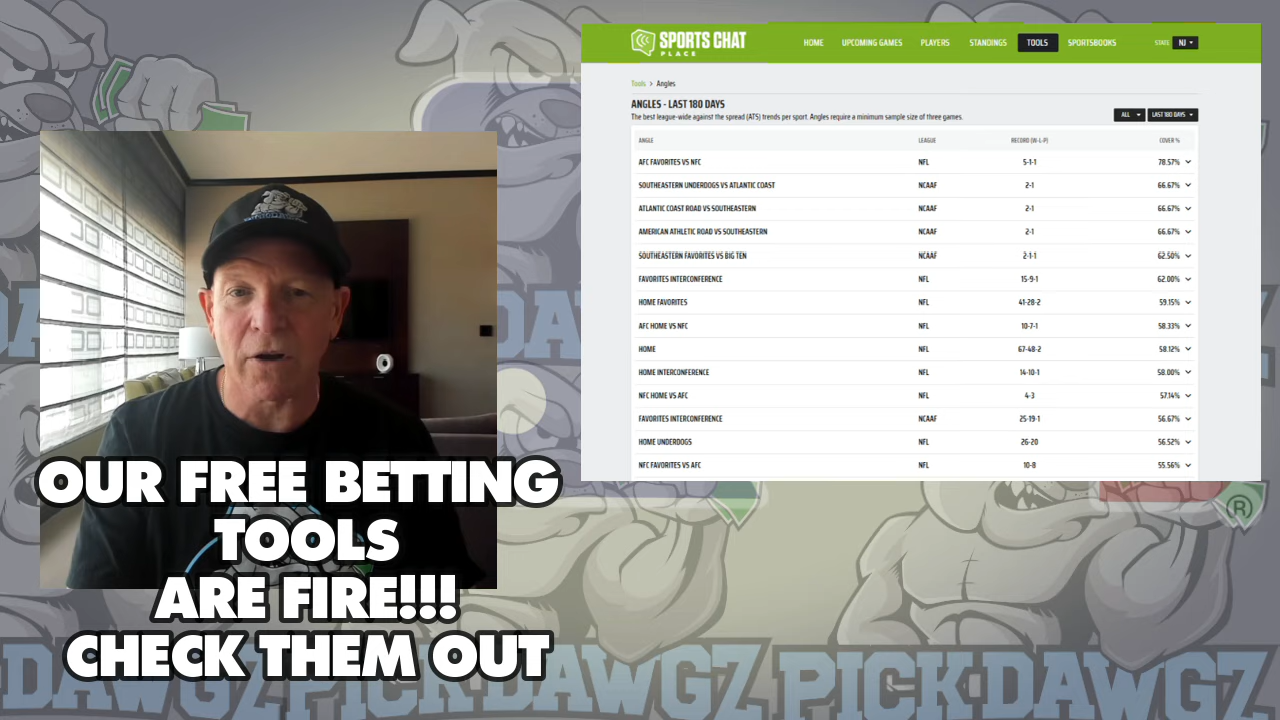 SPORTS CHAT
PLACE
HOME
UPCOMING GAMES
PLAYERS
STANDINGS
TOOLS
SPORTSBOOKS
STATE
NJ
Tools > Angles
ANGLES - LAST 180 DAYS
The best league-wide against the spread (ATS) trends per sport. Angles require a minimum sample size of three games.
ALL
LAST 180 DAYS
ANGLE LEAGUE RECORD (W-L-P) COVER %
AFC FAVORITES VS NFC NFL 5-1-1 78.57%
SOUTHEASTERN UNDERDOGS VS ATLANTIC COAST NCAAF 2-1 66.67%
ATLANTIC COAST ROAD VS SOUTHEASTERN NCAAF 2-1 66.67%
AMERICAN ATHLETIC ROAD VS SOUTHEASTERN NCAAF 2-1 66.67%
SOUTHEASTERN FAVORITES VS BIG TEN NCAAF 2-1-1 62.50%
FAVORITES INTERCONFERENCE NFL 15-9-1 62.00%
HOME FAVORITES NFL 41-28-2 59.15%
AFC HOME VS NFC NFL 10-7-1 58.33%
HOME NFL 67-48-2 58.12%
HOME INTERCONFERENCE NFL 14-10-1 58.00%
NFC HOME VS AFC NFL 4-3 57.14%
FAVORITES INTERCONFERENCE NCAAF 25-19-1 56.67%
HOME UNDERDOGS NFL 26-20 56.52%
NFC FAVORITES VS AFC NFL 10-8 55.56%
OUR FREE BETTING
TOOLS
ARE FIRE!!!
CHECK THEM OUT
DAWGZ PICKDAWGZ PICKDAWGZ
®